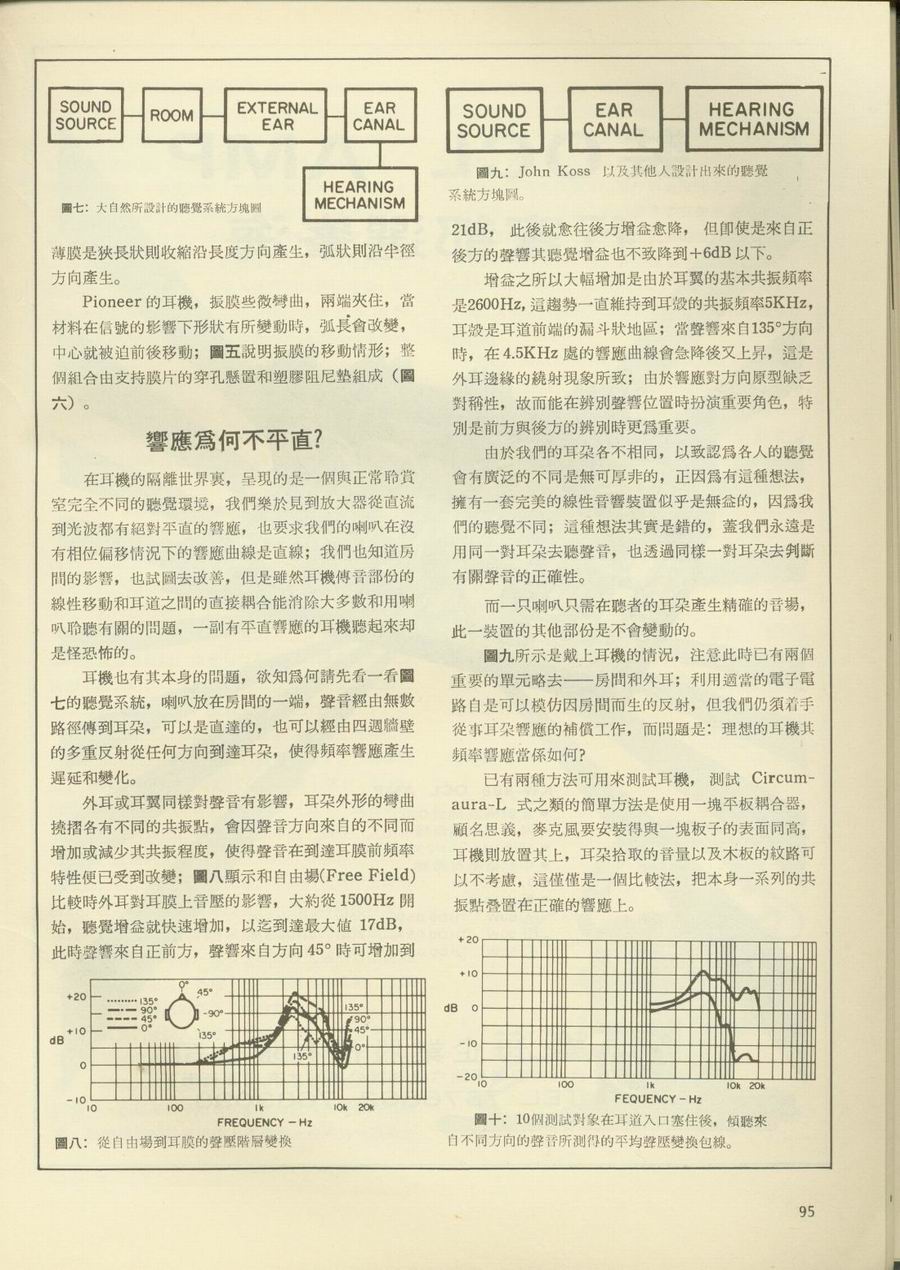 SOUND
SOURCE
ROOM
EXTERNAL
EAR
EAR
CANAL
HEARING
MECHANISM
圖七：大自然所設計的聽覺系統方塊圖
薄膜是狹長狀則收縮沿長度方向產生，弧狀則沿半徑
方向產生。
Pioneer 的耳機，振膜些微彎曲，兩端夾住，當
材料在信號的影響下形狀有所變動時，弧長會改變，
中心就被迫前後移動；圖五說明振膜的移動情形；整
個組合由支持膜片的穿孔懸置和塑膠阻尼墊組成（圖
六）。
響應爲何不平直?
在耳機的隔離世界裏，呈現的是一個與正常聆賞
室完全不同的聽覺環境，我們樂於見到放大器從直流
到光波都有絕對平直的響應，也要求我們的喇叭在沒
有相位偏移情況下的響應曲線是直線；我們也知道房
間的影響，也試圖去改善，但是雖然耳機傳音部份的
線性移動和耳道之間的直接耦合能消除大多數和用喇
叭聆聽有關的問題，一副有平直響應的耳機聽起來却
是怪恐怖的。
耳機也有其本身的問題，欲知爲何請先看一看圖
七的聽覺系統，喇叭放在房間的一端，聲音經由無數
路徑傳到耳朶，可以是直達的，也可以經由四週牆壁
的多重反射從任何方向到達耳朶，使得頻率響應產生
遲延和變化。
外耳或耳翼同樣對聲音有影響，耳朶外形的彎曲
撓摺各有不同的共振點，會因聲音方向來自的不同而
增加或減少其共振程度，使得聲音在到達耳膜前頻率
特性便已受到改變；圖八顯示和自由場(Free Field)
比較時外耳對耳膜上音壓的影響，大約從 1500Hz 開
始，聽覺增益就快速增加，以迄到達最大値 17dB，
此時聲響來自正前方，聲響來自方向 45° 時可增加到
+20
+10
dB
0
-10
135°
90°
45°
0°
0°
45°
-90°
135°
135°
135°
90°
45°
0°
10
100
1k
10k
20k
FREQUENCY – Hz
圖八：從自由場到耳膜的聲壓階層變換
SOUND
SOURCE
EAR
CANAL
HEARING
MECHANISM
圖九：John Koss 以及其他人設計出來的聽覺
系統方塊圖。
21dB，此後就愈往後方增益愈降，但卽使是來自正
後方的聲響其聽覺增益也不致降到+6dB 以下。
增益之所以大幅增加是由於耳翼的基本共振頻率
是2600Hz，這趨勢一直維持到耳殼的共振頻率5KHz，
耳殼是耳道前端的漏斗狀地區；當聲響來自135°方向
時，在 4.5KHz 處的響應曲線會急降後又上昇，這是
外耳邊緣的繞射現象所致；由於響應對方向原型缺乏
對稱性，故而能在辨別聲響位置時扮演重要角色，特
別是前方與後方的辨別時更爲重要。
由於我們的耳朶各不相同，以致認爲各人的聽覺
會有廣泛的不同是無可厚非的，正因爲有這種想法，
擁有一套完美的線性音響裝置似乎是無益的，因爲我
們的聽覺不同；這種想法其實是錯的，蓋我們永遠是
用同一對耳朶去聽聲音，也透過同樣一對耳朶去判斷
有關聲音的正確性。
而一只喇叭只需在聽者的耳朶產生精確的音場，
此一裝置的其他部份是不會變動的。
圖九所示是戴上耳機的情況，注意此時已有兩個
重要的單元略去——房間和外耳；利用適當的電子電
路自是可以模仿因房間而生的反射，但我們仍須着手
從事耳朶響應的補償工作，而問題是：理想的耳機其
頻率響應當係如何?
已有兩種方法可用來測試耳機，測試 Circum-
aura-L 式之類的簡單方法是使用一塊平板耦合器，
顧名思義，麥克風要安裝得與一塊板子的表面同高，
耳機則放置其上，耳朶拾取的音量以及木板的紋路可
以不考慮，這僅僅是一個比較法，把本身一系列的共
振點疊置在正確的響應上。
+20
+10
dB
0
-10
-20
10
100
1k
10k
20k
FEQUENCY – Hz
圖十：10個測試對象在耳道入口塞住後，傾聽來
自不同方向的聲音所測得的平均聲壓變換包線。
95